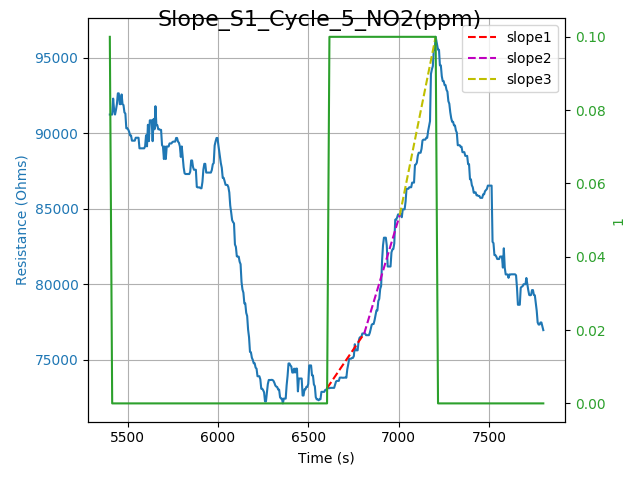 Slope_S1_Cycle_5_NO2(ppm)
slope1
slope2
slope3
95000
90000
85000
80000
75000
Resistance (Ohms)
0.10
0.08
0.06
0.04
0.02
0.00
1
5500 6000 6500 7000 7500
Time (s)